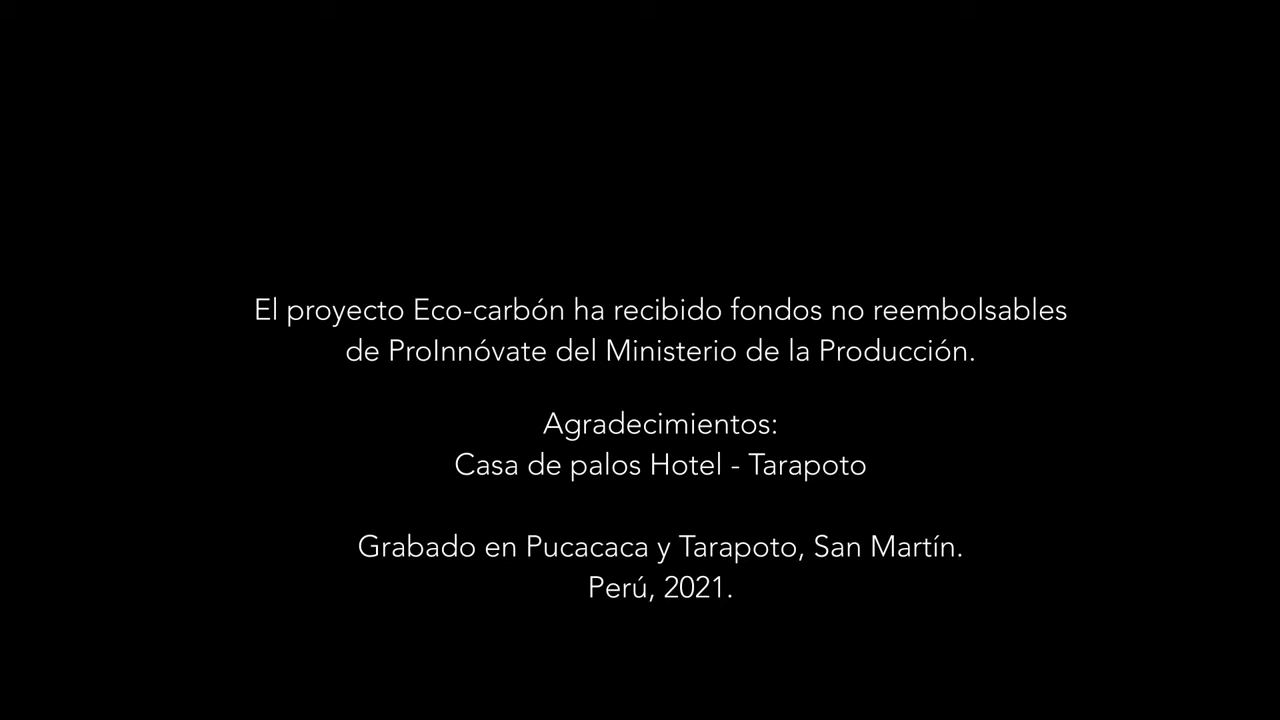 El proyecto Eco-carbón ha recibido fondos no reembolsables
de ProInnóvate del Ministerio de la Producción.
Agradecimientos:
Casa de palos Hotel - Tarapoto
Grabado en Pucacaca y Tarapoto, San Martín.
Perú, 2021.